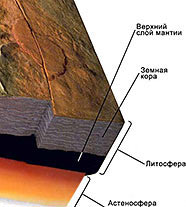 Верхний
слой мантии
Земная
кора
Литосфера
Астеносфера